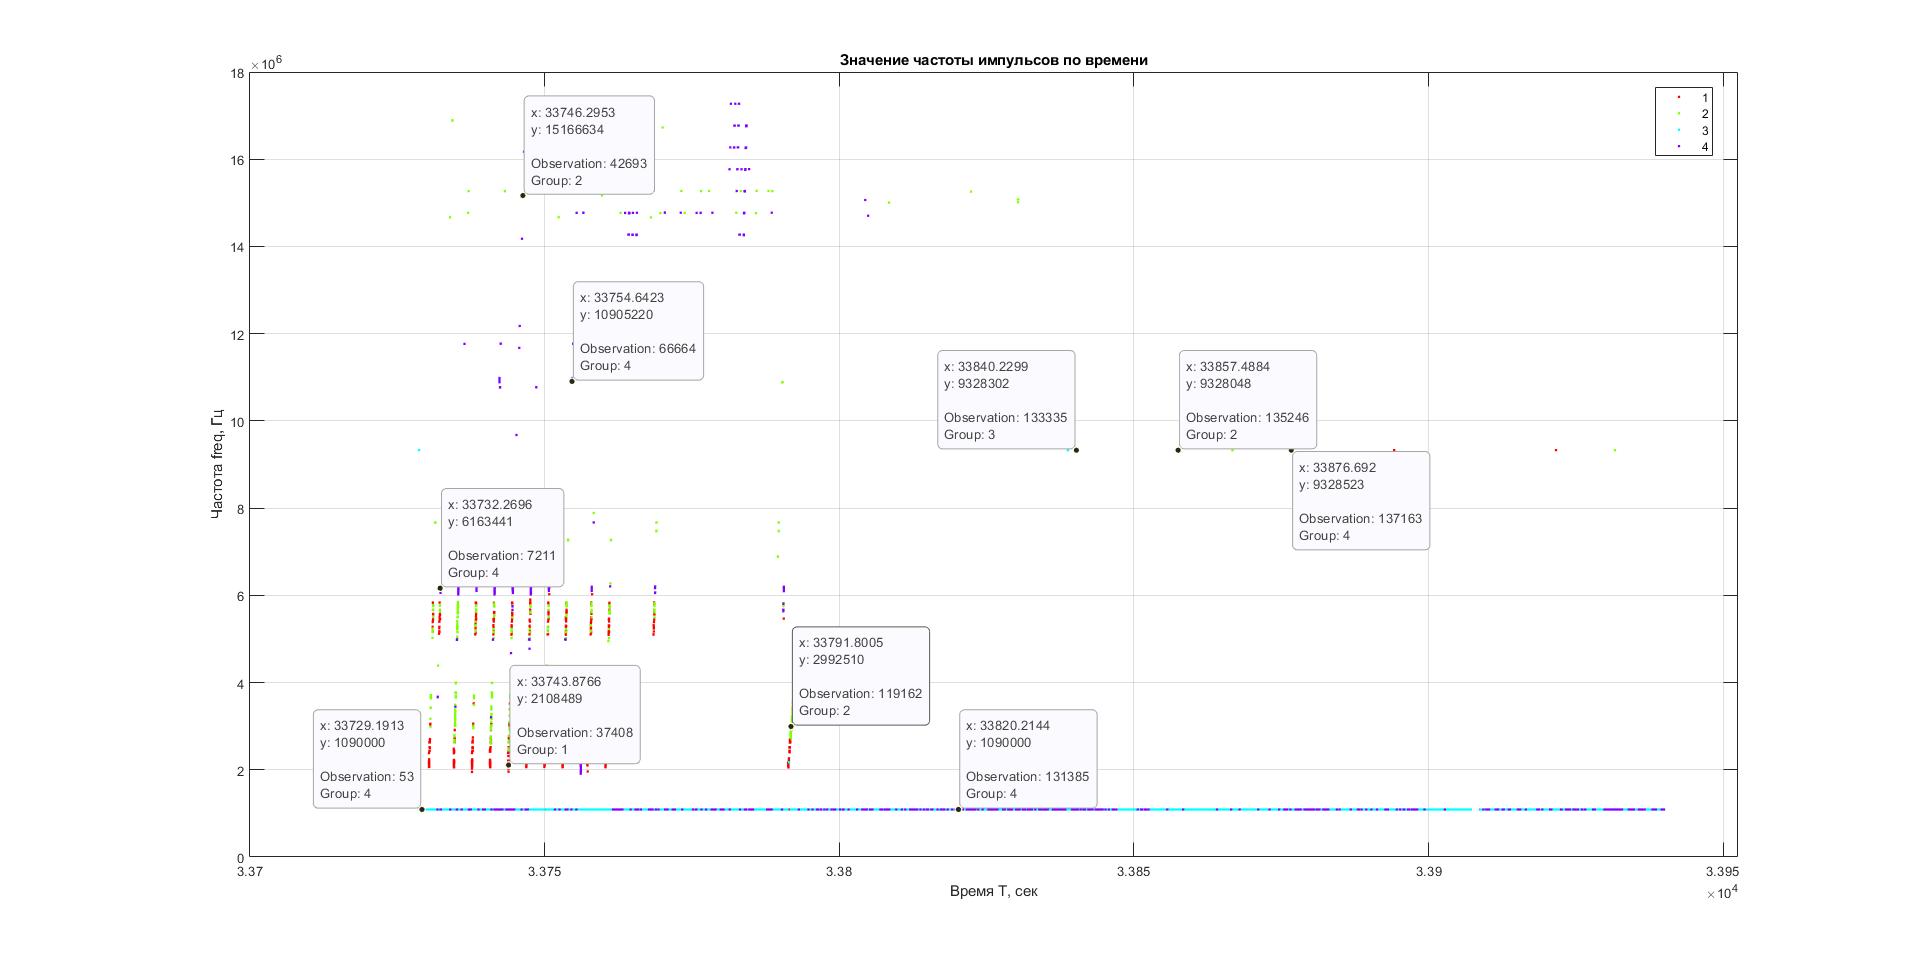 Значение частоты импульсов по времени
×10⁶
18
16
14
12
10
8
6
4
2
0
Частота freq, Гц
3.37
3.375
3.38
3.385
3.39
3.395
×10⁴
Время T, сек
1
2
3
4
x: 33746.2953
y: 15166634
Observation: 42693
Group: 2
x: 33754.6423
y: 10905220
Observation: 66664
Group: 4
x: 33840.2299
y: 9328302
Observation: 133335
Group: 3
x: 33857.4884
y: 9328048
Observation: 135246
Group: 2
x: 33876.692
y: 9328523
Observation: 137163
Group: 4
x: 33732.2696
y: 6163441
Observation: 7211
Group: 4
x: 33791.8005
y: 2992510
Observation: 119162
Group: 2
x: 33743.8766
y: 2108489
Observation: 37408
Group: 1
x: 33729.1913
y: 1090000
Observation: 53
Group: 4
x: 33820.2144
y: 1090000
Observation: 131385
Group: 4